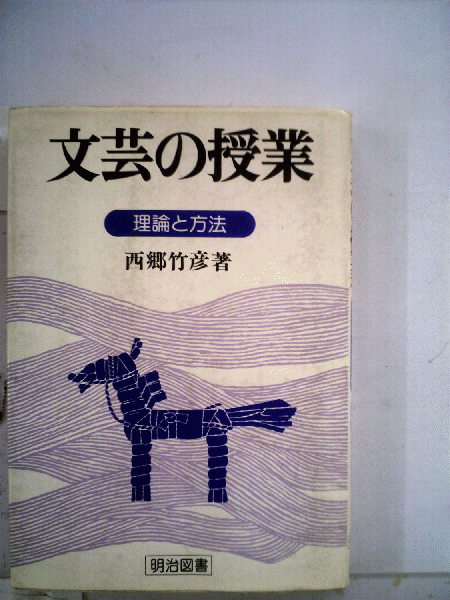 文芸の授業
理論と方法
西郷竹彦著
明治図書